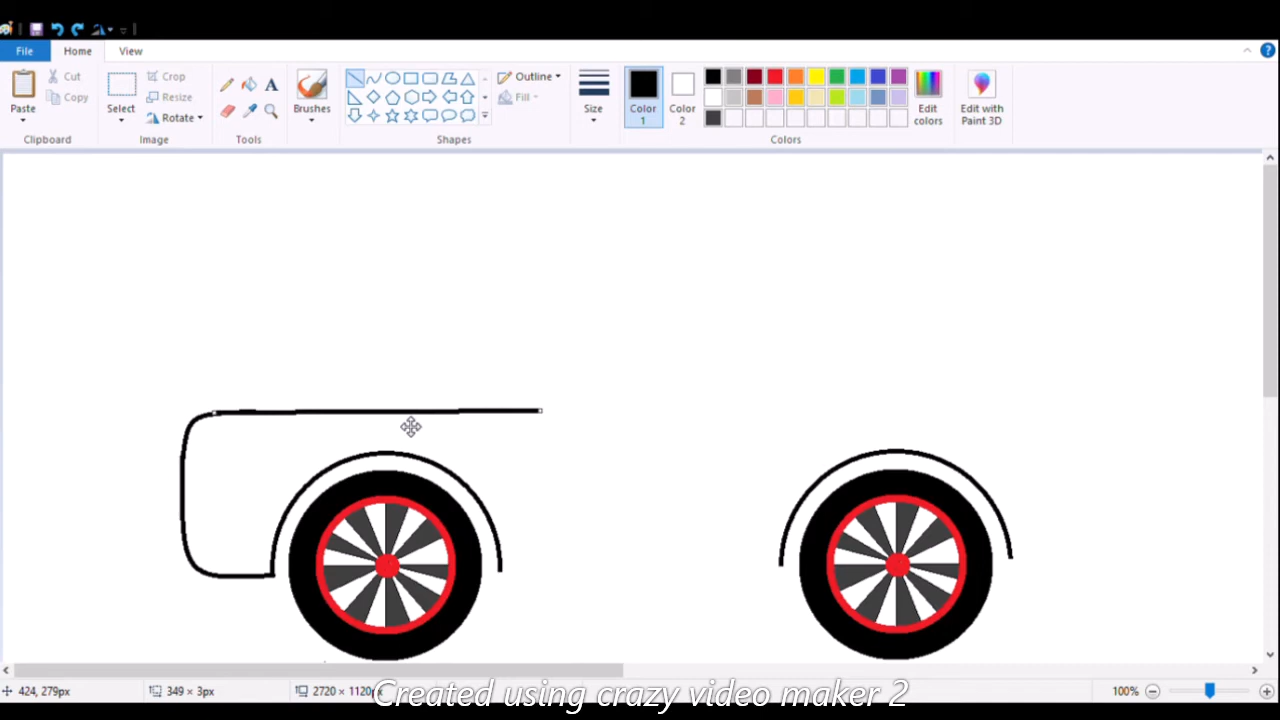 File Home View
Cut
Copy
Paste
Clipboard
Select
Crop
Resize
Rotate
Image
Tools
Brushes
Outline
Fill
Shapes
Size
Color 1
Color 2
Edit colors
Edit with Paint 3D
Colors
424, 279px 349 × 3px 2720 × 1120px 100%
Created using crazy video maker 2